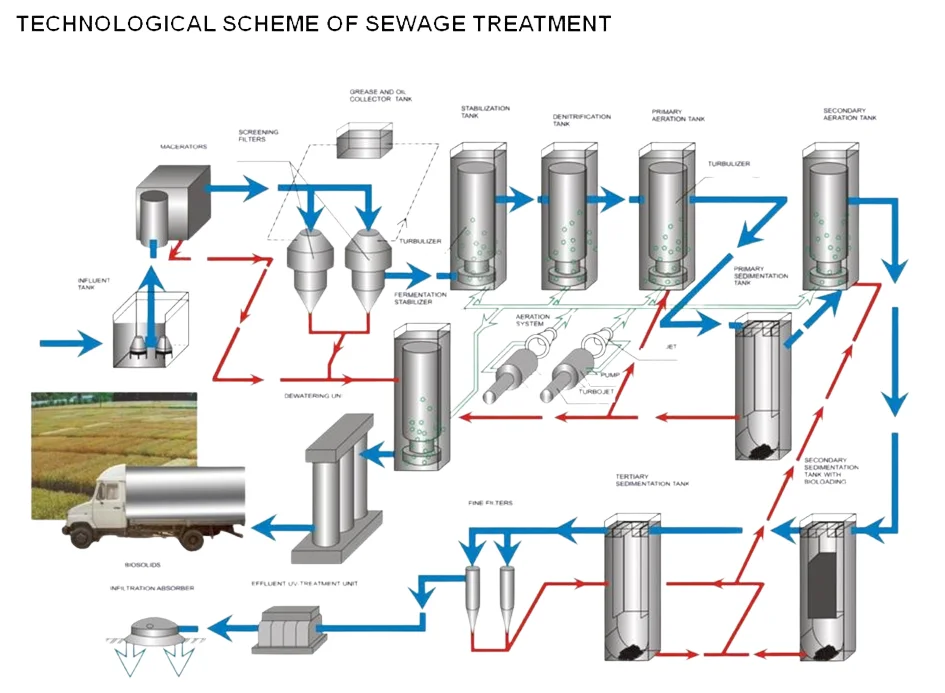 TECHNOLOGICAL SCHEME OF SEWAGE TREATMENT
GREASE AND OIL
COLLECTOR TANK
STABILIZATION
TANK
DENITRIFICATION
TANK
PRIMARY
AERATION TANK
SECONDARY
AERATION TANK
SCREENING
FILTERS
MACERATORS
TURBULIZER
TURBULIZER
INFLUENT
TANK
FERMENTATION
STABILIZER
PRIMARY
SEDIMENTATION
TANK
AERATION
SYSTEM
JET
PUMP
TURBOJET
DEWATERING UN
SECONDARY
SEDIMENTATION
TANK WITH
BIOLOADING
TERTIARY
SEDIMENTATION TANK
FINE FILTERS
BIOSOLIDS
INFILTRATION ABSORBER
EFFLUENT UV-TREATMENT UNIT